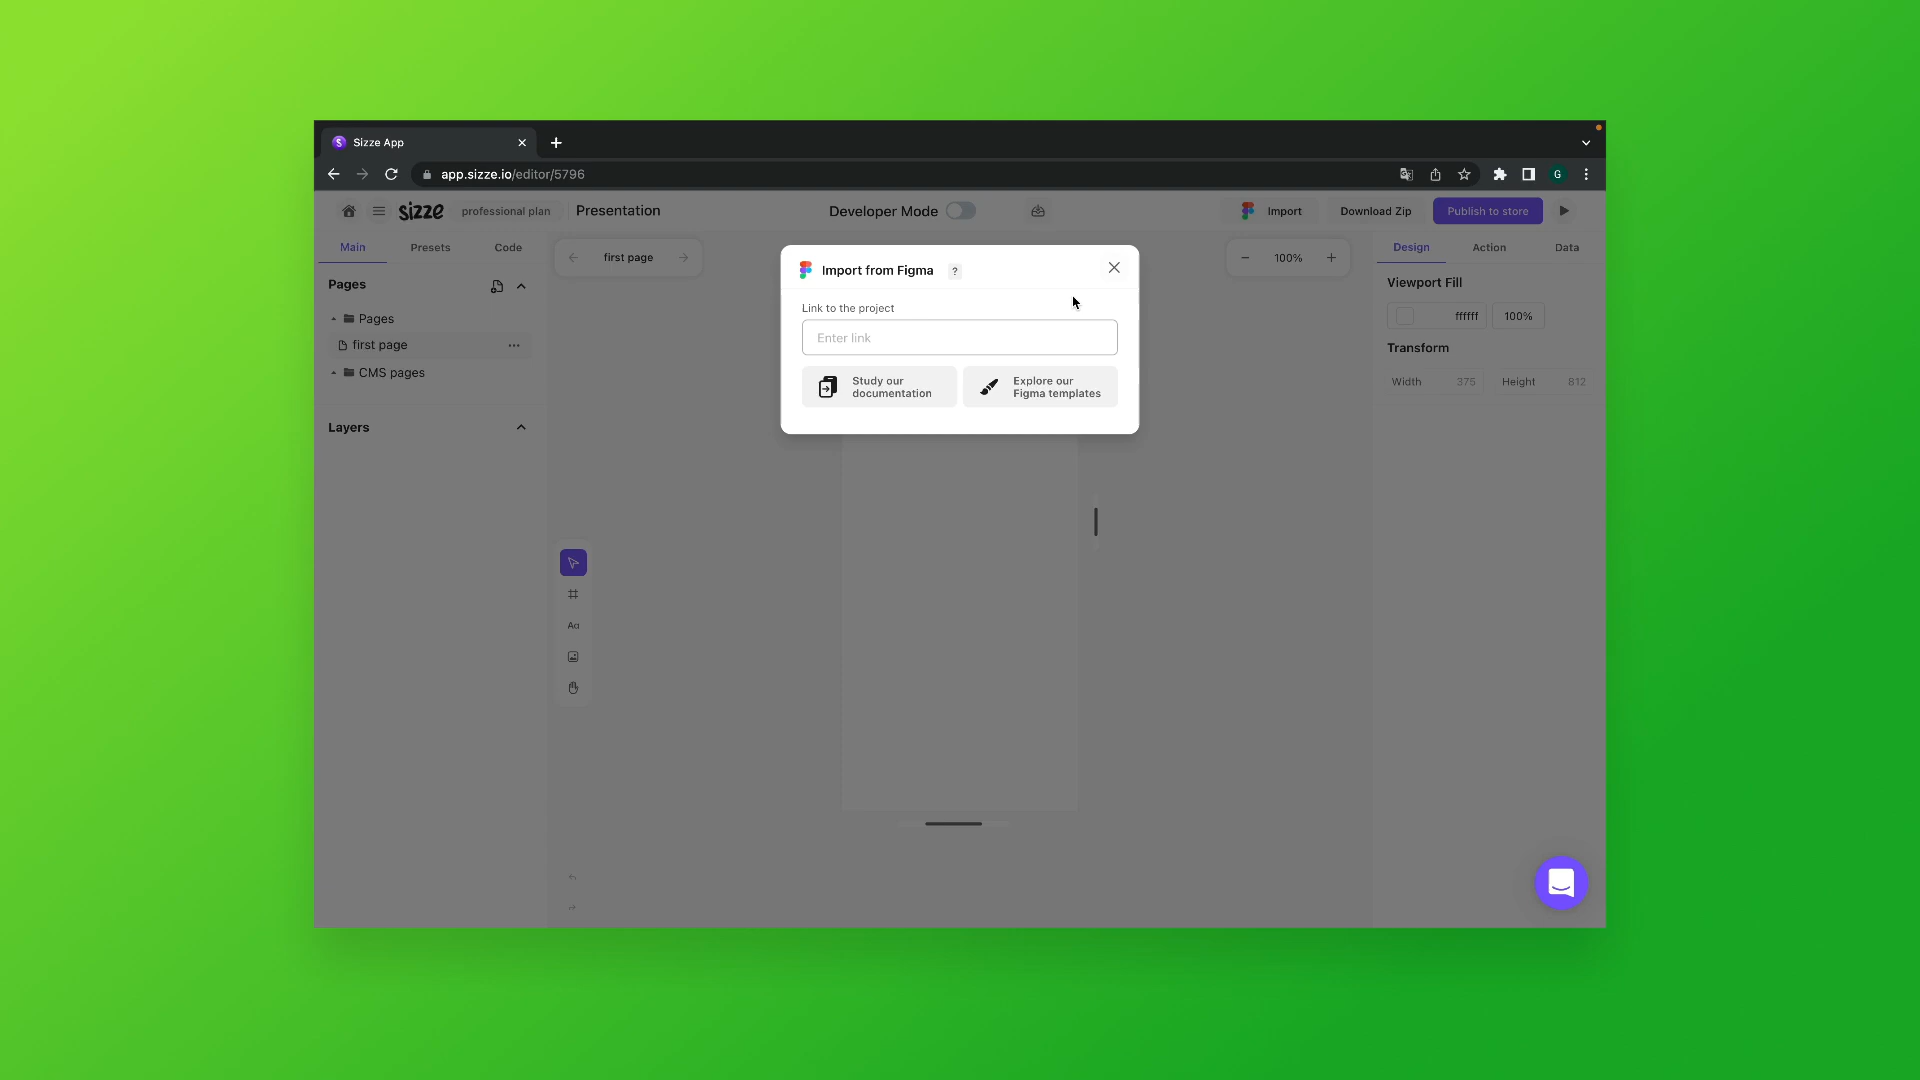 Sizze App
app.sizze.io/editor/5796
sizze
professional plan
Presentation
Developer Mode
Import
Download Zip
Publish to store
Main
Presets
Code
first page
100%
Design
Action
Data
Pages
Pages
first page
CMS pages
Layers
Import from Figma
?
Link to the project
Enter link
Study our
documentation
Explore our
Figma templates
Viewport Fill
ffffff
100%
Transform
Width
375
Height
812
Aa
G